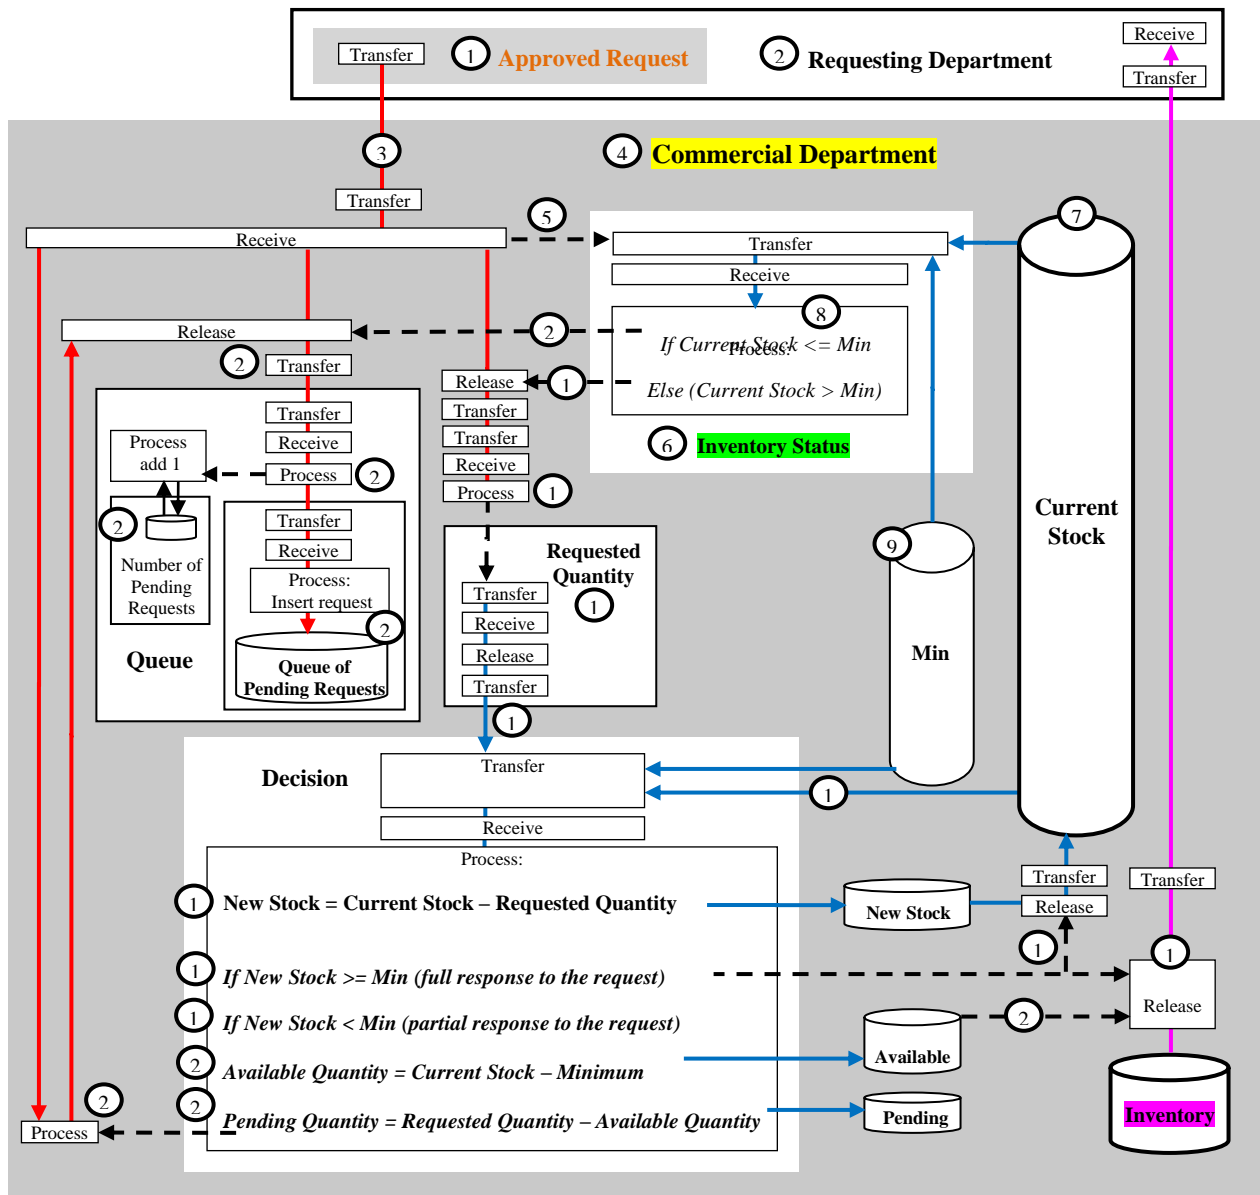 Transfer
1 Approved Request
2 Requesting Department
Receive
Transfer
3
4 Commercial Department
Transfer
5
7
Receive
Transfer
Receive
8
Release
2
If Current Stock <= Min
Process:
2
Transfer
Release
1
Else (Current Stock > Min)
Transfer
Transfer
Process
add 1
Receive
Transfer
6 Inventory Status
Process
2
Receive
Process
1
2
Transfer
Receive
Number of
Pending
Requests
Process:
Insert request
2
Queue
Queue of
Pending Requests
Requested
Quantity
1
Transfer
Receive
Release
Transfer
1
9
Min
Current
Stock
Decision
Transfer
1
Receive
Process:
1 New Stock = Current Stock – Requested Quantity
New Stock
Transfer
Release
Transfer
1
1
1 If New Stock >= Min (full response to the request)
Release
1 If New Stock < Min (partial response to the request)
2
Available
2 Available Quantity = Current Stock – Minimum
2 Pending Quantity = Requested Quantity – Available Quantity
Pending
Inventory
2
Process